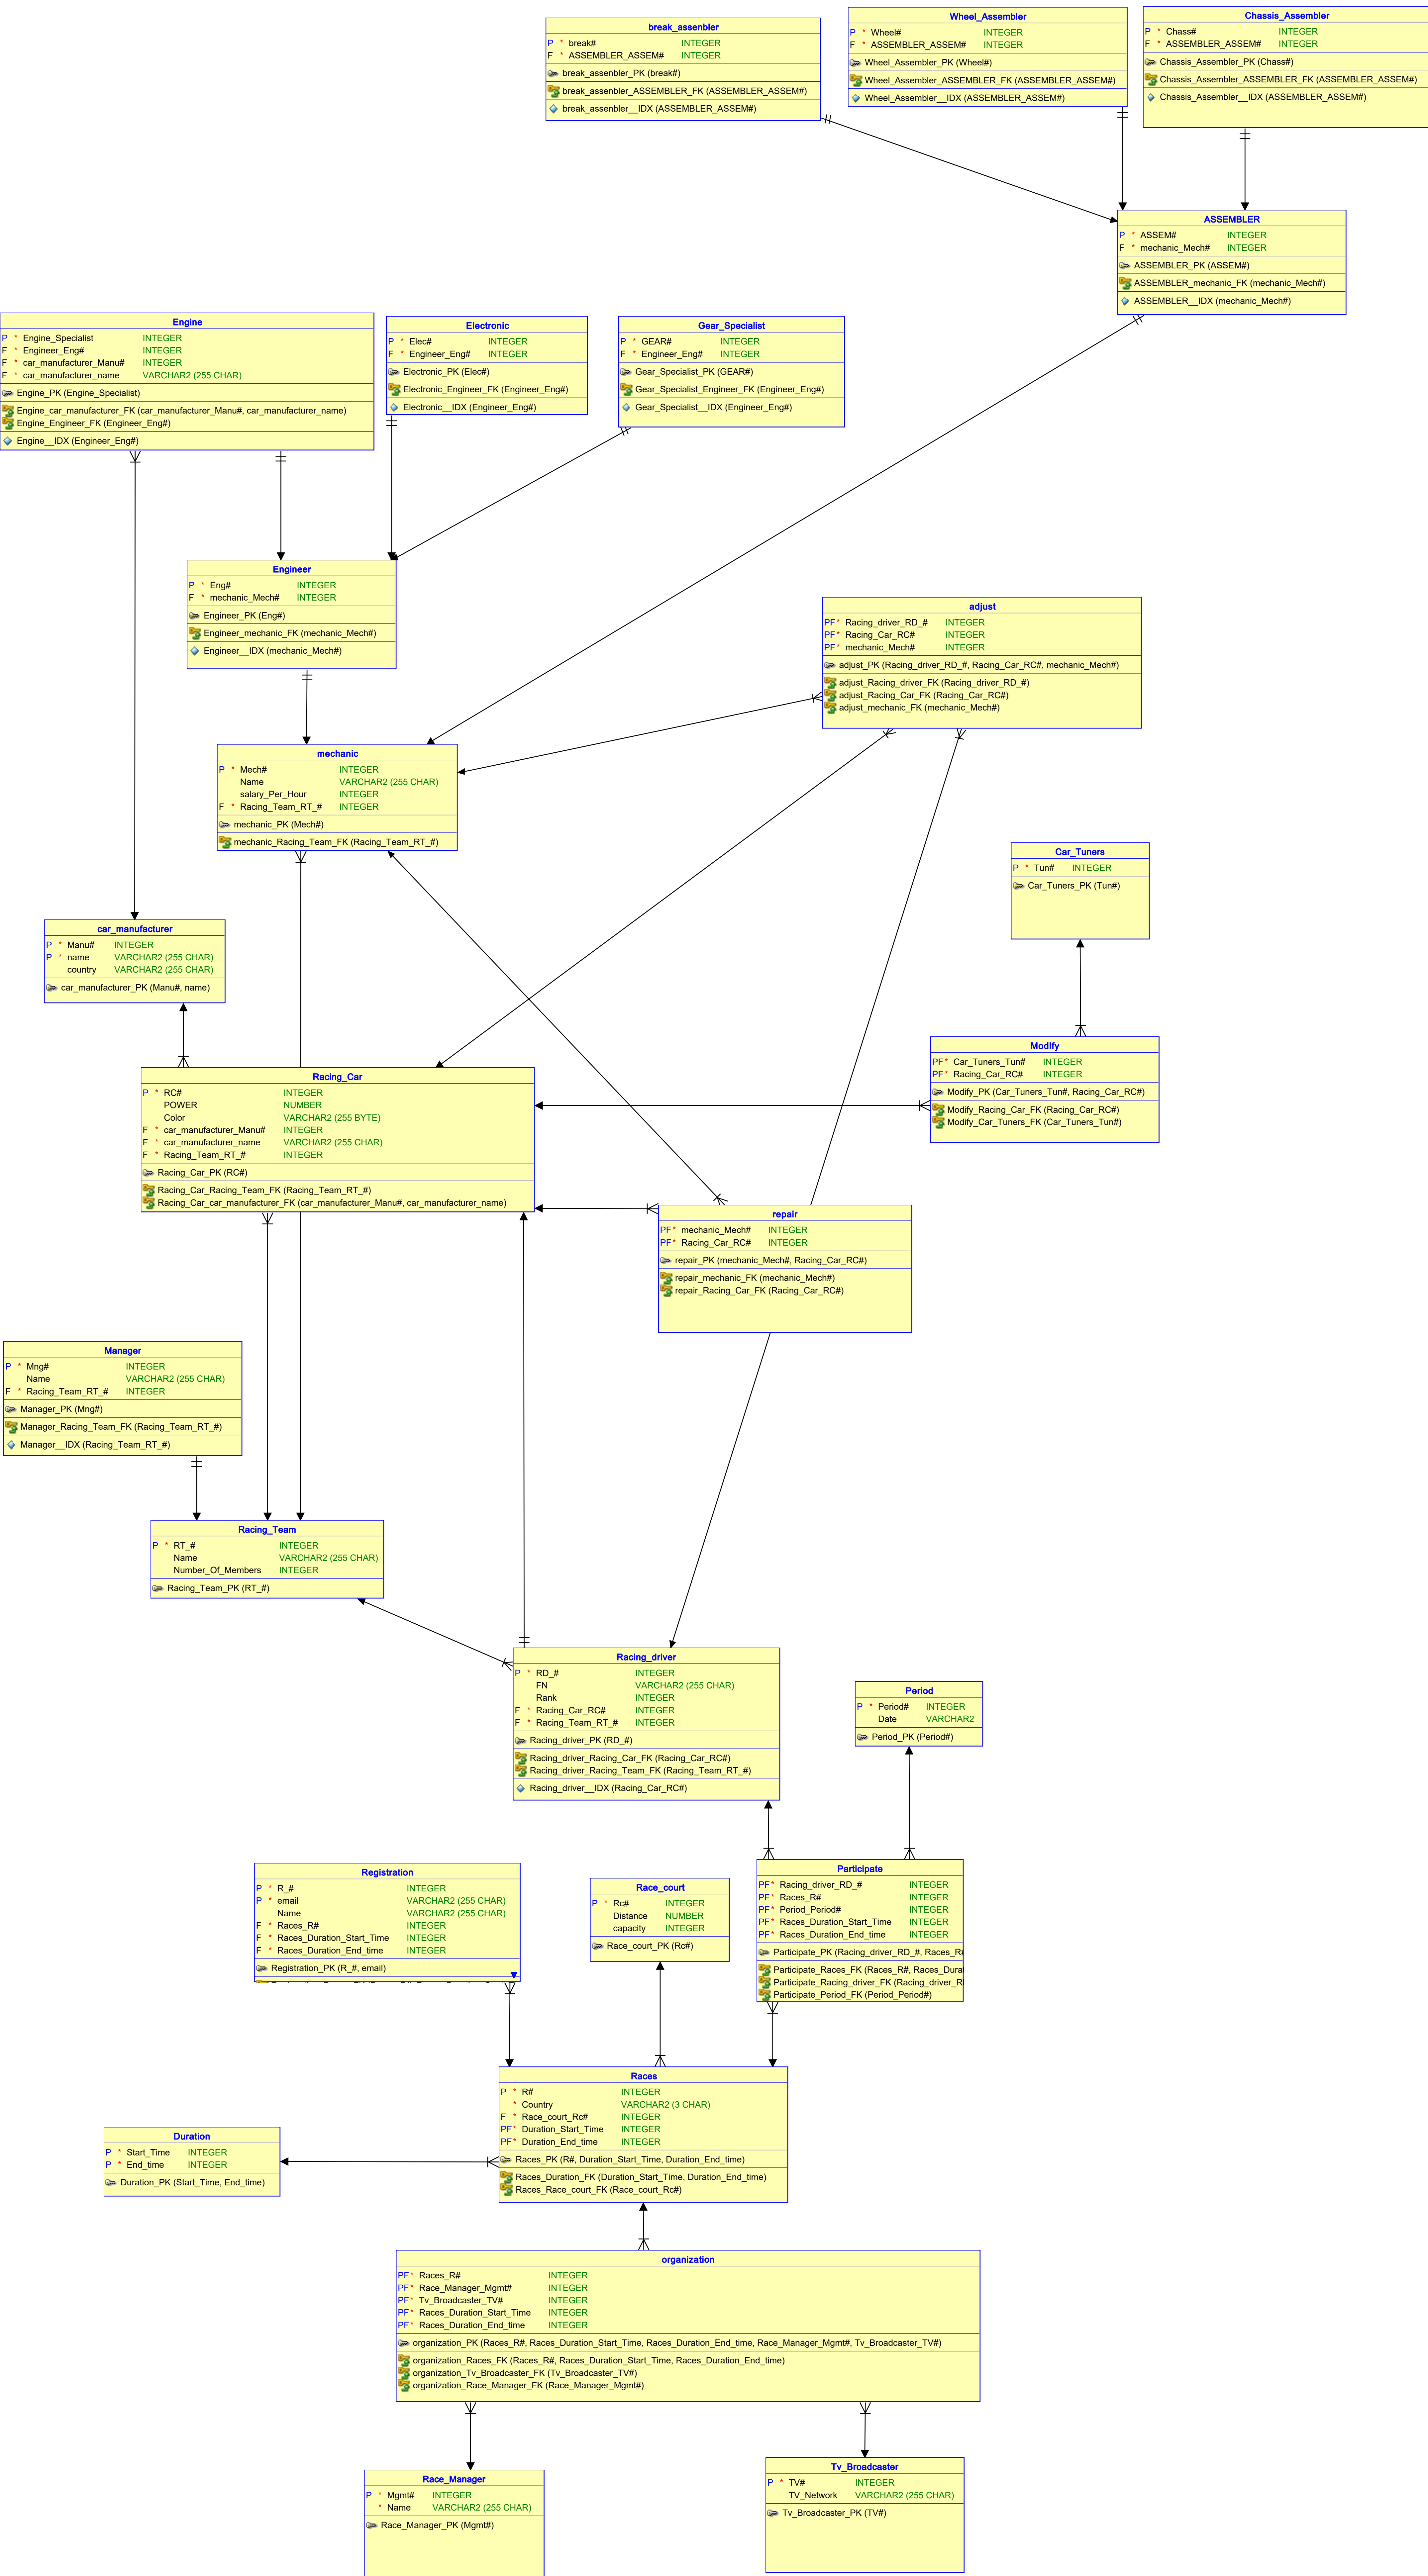 break_assenbler
P * break# INTEGER
F * ASSEMBLER_ASSEM# INTEGER
break_assenbler_PK (break#)
break_assenbler_ASSEMBLER_FK (ASSEMBLER_ASSEM#)
break_assenbler__IDX (ASSEMBLER_ASSEM#)
Wheel_Assembler
P * Wheel# INTEGER
F * ASSEMBLER_ASSEM# INTEGER
Wheel_Assembler_PK (Wheel#)
Wheel_Assembler_ASSEMBLER_FK (ASSEMBLER_ASSEM#)
Wheel_Assembler__IDX (ASSEMBLER_ASSEM#)
Chassis_Assembler
P * Chass# INTEGER
F * ASSEMBLER_ASSEM# INTEGER
Chassis_Assembler_PK (Chass#)
Chassis_Assembler_ASSEMBLER_FK (ASSEMBLER_ASSEM#)
Chassis_Assembler__IDX (ASSEMBLER_ASSEM#)
ASSEMBLER
P * ASSEM# INTEGER
F * mechanic_Mech# INTEGER
ASSEMBLER_PK (ASSEM#)
ASSEMBLER_mechanic_FK (mechanic_Mech#)
ASSEMBLER__IDX (mechanic_Mech#)
Engine
P * Engine_Specialist INTEGER
F * Engineer_Eng# INTEGER
F * car_manufacturer_Manu# INTEGER
F * car_manufacturer_name VARCHAR2 (255 CHAR)
Engine_PK (Engine_Specialist)
Engine_car_manufacturer_FK (car_manufacturer_Manu#, car_manufacturer_name)
Engine_Engineer_FK (Engineer_Eng#)
Engine__IDX (Engineer_Eng#)
Electronic
P * Elec# INTEGER
F * Engineer_Eng# INTEGER
Electronic_PK (Elec#)
Electronic_Engineer_FK (Engineer_Eng#)
Electronic__IDX (Engineer_Eng#)
Gear_Specialist
P * GEAR# INTEGER
F * Engineer_Eng# INTEGER
Gear_Specialist_PK (GEAR#)
Gear_Specialist_Engineer_FK (Engineer_Eng#)
Gear_Specialist__IDX (Engineer_Eng#)
Engineer
P * Eng# INTEGER
F * mechanic_Mech# INTEGER
Engineer_PK (Eng#)
Engineer_mechanic_FK (mechanic_Mech#)
Engineer__IDX (mechanic_Mech#)
adjust
PF* Racing_driver_RD_# INTEGER
PF* Racing_Car_RC# INTEGER
PF* mechanic_Mech# INTEGER
adjust_PK (Racing_driver_RD_#, Racing_Car_RC#, mechanic_Mech#)
adjust_Racing_driver_FK (Racing_driver_RD_#)
adjust_Racing_Car_FK (Racing_Car_RC#)
adjust_mechanic_FK (mechanic_Mech#)
mechanic
P * Mech# INTEGER
Name VARCHAR2 (255 CHAR)
salary_Per_Hour INTEGER
F * Racing_Team_RT_# INTEGER
mechanic_PK (Mech#)
mechanic_Racing_Team_FK (Racing_Team_RT_#)
Car_Tuners
P * Tun# INTEGER
Car_Tuners_PK (Tun#)
car_manufacturer
P * Manu# INTEGER
P * name VARCHAR2 (255 CHAR)
country VARCHAR2 (255 CHAR)
car_manufacturer_PK (Manu#, name)
Modify
PF* Car_Tuners_Tun# INTEGER
PF* Racing_Car_RC# INTEGER
Modify_PK (Car_Tuners_Tun#, Racing_Car_RC#)
Modify_Racing_Car_FK (Racing_Car_RC#)
Modify_Car_Tuners_FK (Car_Tuners_Tun#)
Racing_Car
P * RC# INTEGER
POWER NUMBER
Color VARCHAR2 (255 BYTE)
F * car_manufacturer_Manu# INTEGER
F * car_manufacturer_name VARCHAR2 (255 CHAR)
F * Racing_Team_RT_# INTEGER
Racing_Car_PK (RC#)
Racing_Car_Racing_Team_FK (Racing_Team_RT_#)
Racing_Car_car_manufacturer_FK (car_manufacturer_Manu#, car_manufacturer_name)
repair
PF* mechanic_Mech# INTEGER
PF* Racing_Car_RC# INTEGER
repair_PK (mechanic_Mech#, Racing_Car_RC#)
repair_mechanic_FK (mechanic_Mech#)
repair_Racing_Car_FK (Racing_Car_RC#)
Manager
P * Mng# INTEGER
Name VARCHAR2 (255 CHAR)
F * Racing_Team_RT_# INTEGER
Manager_PK (Mng#)
Manager_Racing_Team_FK (Racing_Team_RT_#)
Manager__IDX (Racing_Team_RT_#)
Racing_Team
P * RT_# INTEGER
Name VARCHAR2 (255 CHAR)
Number_Of_Members INTEGER
Racing_Team_PK (RT_#)
Racing_driver
P * RD_# INTEGER
FN VARCHAR2 (255 CHAR)
Rank INTEGER
F * Racing_Car_RC# INTEGER
F * Racing_Team_RT_# INTEGER
Racing_driver_PK (RD_#)
Racing_driver_Racing_Car_FK (Racing_Car_RC#)
Racing_driver_Racing_Team_FK (Racing_Team_RT_#)
Racing_driver__IDX (Racing_Car_RC#)
Period
P * Period# INTEGER
Date VARCHAR2
Period_PK (Period#)
Registration
P * R_# INTEGER
P * email VARCHAR2 (255 CHAR)
Name VARCHAR2 (255 CHAR)
F * Races_R# INTEGER
F * Races_Duration_Start_Time INTEGER
F * Races_Duration_End_time INTEGER
Registration_PK (R_#, email)
Race_court
P * Rc# INTEGER
Distance NUMBER
capacity INTEGER
Race_court_PK (Rc#)
Participate
PF* Racing_driver_RD_# INTEGER
PF* Races_R# INTEGER
PF* Period_Period# INTEGER
PF* Races_Duration_Start_Time INTEGER
PF* Races_Duration_End_time INTEGER
Participate_PK (Racing_driver_RD_#, Races_R#
Participate_Races_FK (Races_R#, Races_Dura
Participate_Racing_driver_FK (Racing_driver_R
Participate_Period_FK (Period_Period#)
Races
P * R# INTEGER
* Country VARCHAR2 (3 CHAR)
F * Race_court_Rc# INTEGER
PF* Duration_Start_Time INTEGER
PF* Duration_End_time INTEGER
Races_PK (R#, Duration_Start_Time, Duration_End_time)
Races_Duration_FK (Duration_Start_Time, Duration_End_time)
Races_Race_court_FK (Race_court_Rc#)
Duration
P * Start_Time INTEGER
P * End_time INTEGER
Duration_PK (Start_Time, End_time)
organization
PF* Races_R# INTEGER
PF* Race_Manager_Mgmt# INTEGER
PF* Tv_Broadcaster_TV# INTEGER
PF* Races_Duration_Start_Time INTEGER
PF* Races_Duration_End_time INTEGER
organization_PK (Races_R#, Races_Duration_Start_Time, Races_Duration_End_time, Race_Manager_Mgmt#, Tv_Broadcaster_TV#)
organization_Races_FK (Races_R#, Races_Duration_Start_Time, Races_Duration_End_time)
organization_Tv_Broadcaster_FK (Tv_Broadcaster_TV#)
organization_Race_Manager_FK (Race_Manager_Mgmt#)
Race_Manager
P * Mgmt# INTEGER
* Name VARCHAR2 (255 CHAR)
Race_Manager_PK (Mgmt#)
Tv_Broadcaster
P * TV# INTEGER
TV_Network VARCHAR2 (255 CHAR)
Tv_Broadcaster_PK (TV#)